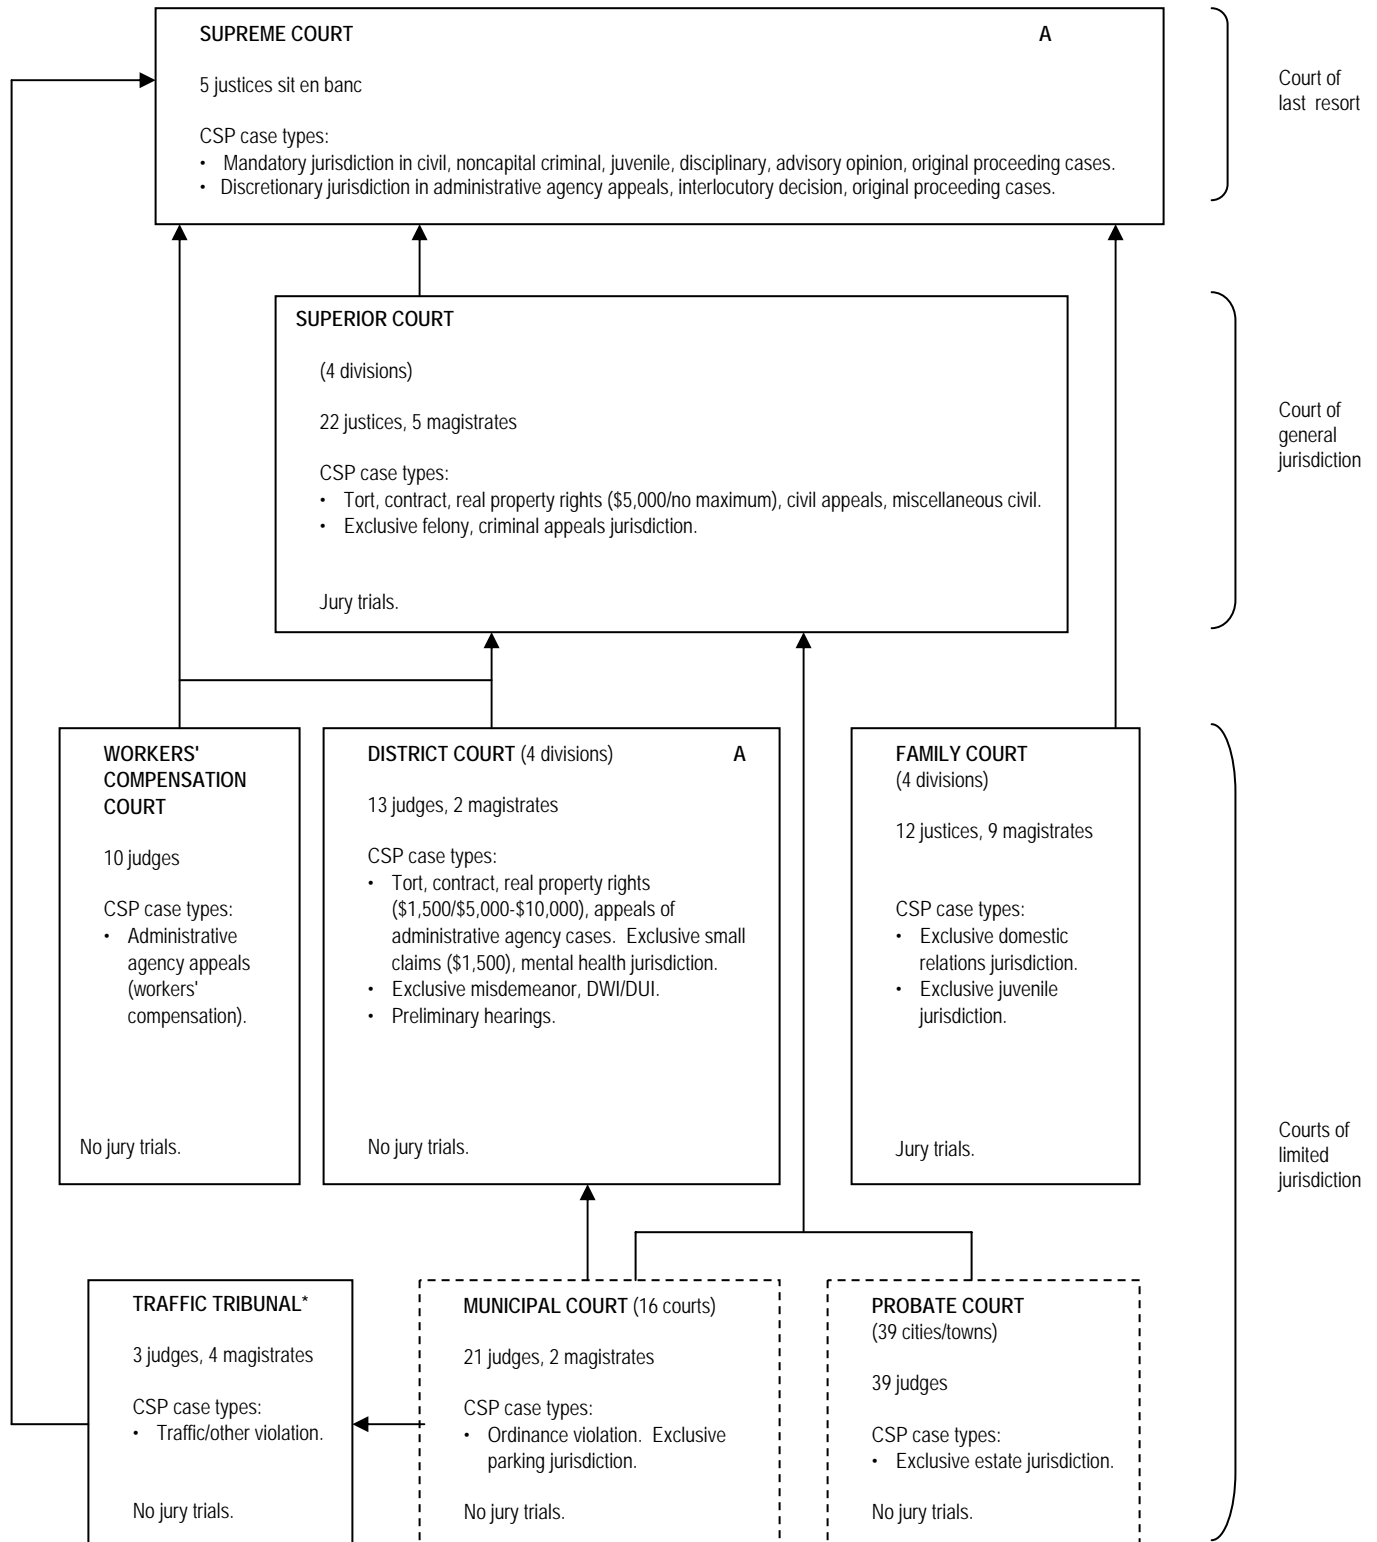 SUPREME COURT A
5 justices sit en banc
CSP case types:
• Mandatory jurisdiction in civil, noncapital criminal, juvenile, disciplinary, advisory opinion, original proceeding cases.
• Discretionary jurisdiction in administrative agency appeals, interlocutory decision, original proceeding cases.
Court of
last resort
SUPERIOR COURT
(4 divisions)
22 justices, 5 magistrates
CSP case types:
• Tort, contract, real property rights ($5,000/no maximum), civil appeals, miscellaneous civil.
• Exclusive felony, criminal appeals jurisdiction.
Jury trials.
Court of
general
jurisdiction
WORKERS'
COMPENSATION
COURT
10 judges
CSP case types:
• Administrative
agency appeals
(workers'
compensation).
No jury trials.
DISTRICT COURT (4 divisions) A
13 judges, 2 magistrates
CSP case types:
• Tort, contract, real property rights
($1,500/$5,000-$10,000), appeals of
administrative agency cases. Exclusive small
claims ($1,500), mental health jurisdiction.
• Exclusive misdemeanor, DWI/DUI.
• Preliminary hearings.
No jury trials.
FAMILY COURT
(4 divisions)
12 justices, 9 magistrates
CSP case types:
• Exclusive domestic
relations jurisdiction.
• Exclusive juvenile
jurisdiction.
Jury trials.
Courts of
limited
jurisdiction
TRAFFIC TRIBUNAL*
3 judges, 4 magistrates
CSP case types:
• Traffic/other violation.
No jury trials.
MUNICIPAL COURT (16 courts)
21 judges, 2 magistrates
CSP case types:
• Ordinance violation. Exclusive
parking jurisdiction.
No jury trials.
PROBATE COURT
(39 cities/towns)
39 judges
CSP case types:
• Exclusive estate jurisdiction.
No jury trials.